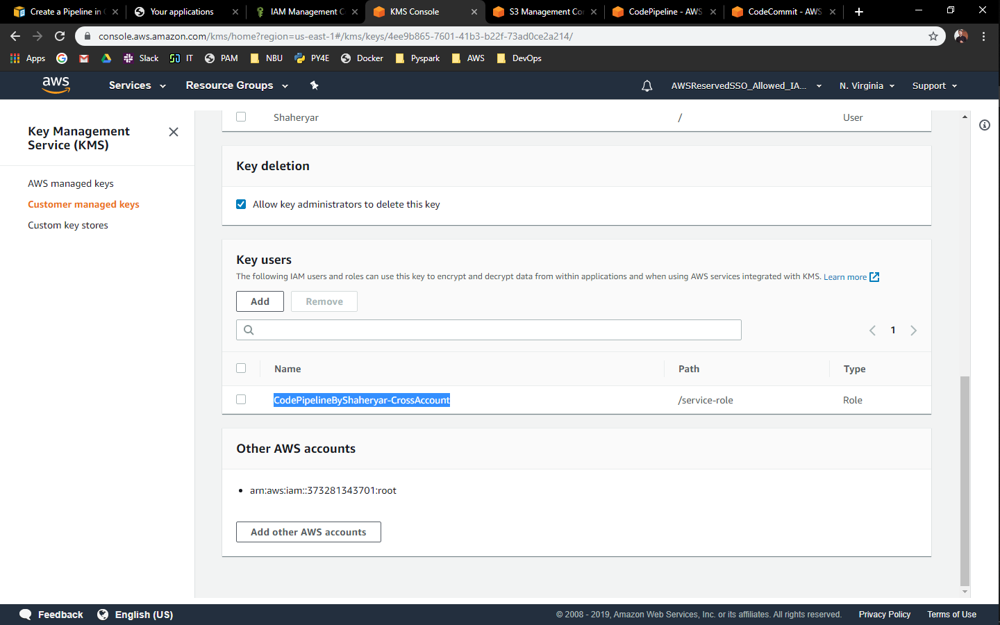 Create a Pipeline in
Your applications
IAM Management C
KMS Console
S3 Management Con
CodePipeline - AWS
CodeCommit - AWS
console.aws.amazon.com/kms/home?region=us-east-1#/kms/keys/4ee9b865-7601-41b3-b22f-73ad0ce2a214/
Apps
Slack
IT
PAM
NBU
PY4E
Docker
Pyspark
AWS
DevOps
aws
Services
Resource Groups
AWSReservedSSO_Allowed_IA...
N. Virginia
Support
Key Management
Service (KMS)
AWS managed keys
Customer managed keys
Custom key stores
Shaheryar / User
Key deletion
Allow key administrators to delete this key
Key users
The following IAM users and roles can use this key to encrypt and decrypt data from within applications and when using AWS services integrated with KMS. Learn more
Add Remove
1
Name Path Type
CodePipelineByShaheryar-CrossAccount /service-role Role
Other AWS accounts
arn:aws:iam::373281343701:root
Add other AWS accounts
Feedback English (US) © 2008 - 2019, Amazon Web Services, Inc. or its affiliates. All rights reserved. Privacy Policy Terms of Use